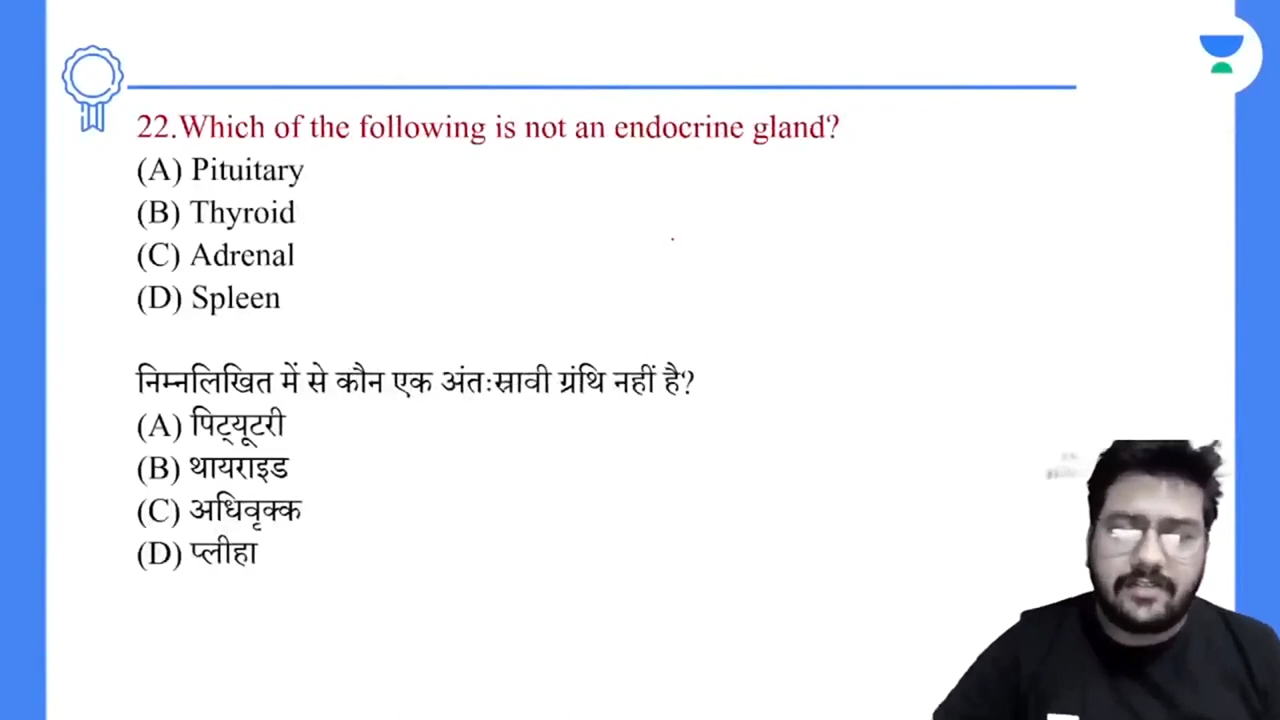 22.Which of the following is not an endocrine gland?
(A) Pituitary
(B) Thyroid
(C) Adrenal
(D) Spleen
निम्नलिखित में से कौन एक अंतःस्रावी ग्रंथि नहीं है?
(A) पिट्यूटरी
(B) थायराइड
(C) अधिवृक्क
(D) प्लीहा